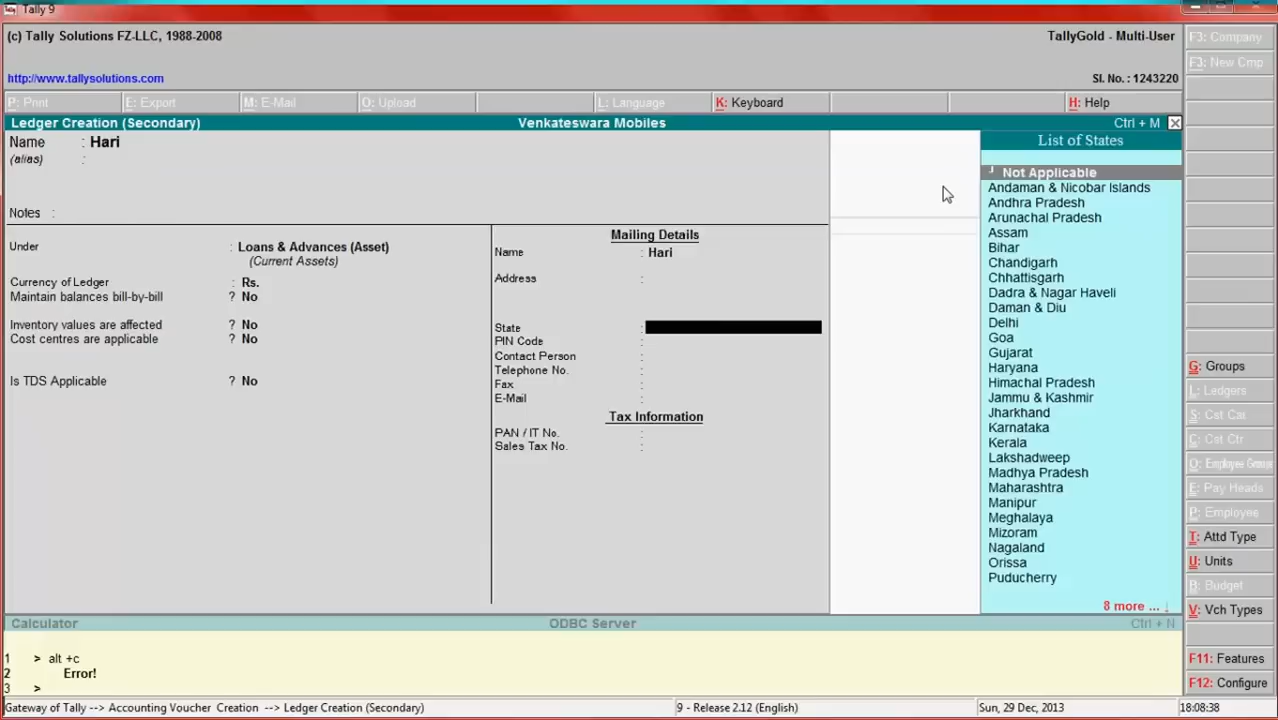 Tally 9
(c) Tally Solutions FZ-LLC, 1988-2008
TallyGold - Multi-User
http://www.tallysolutions.com
Sl. No. : 1243220
P: Print
E: Export
M: E-Mail
O: Upload
L: Language
K: Keyboard
H: Help
Ledger Creation (Secondary)
Venkateswara Mobiles
Ctrl + M
Name : Hari
(alias) :
Notes :
Under : Loans & Advances (Asset)
(Current Assets)
Currency of Ledger : Rs.
Maintain balances bill-by-bill ? No
Inventory values are affected ? No
Cost centres are applicable ? No
Is TDS Applicable ? No
Mailing Details
Name : Hari
Address :
State :
PIN Code :
Contact Person :
Telephone No. :
Fax :
E-Mail :
Tax Information
PAN / IT No. :
Sales Tax No. :
List of States
Not Applicable
Andaman & Nicobar Islands
Andhra Pradesh
Arunachal Pradesh
Assam
Bihar
Chandigarh
Chhattisgarh
Dadra & Nagar Haveli
Daman & Diu
Delhi
Goa
Gujarat
Haryana
Himachal Pradesh
Jammu & Kashmir
Jharkhand
Karnataka
Kerala
Lakshadweep
Madhya Pradesh
Maharashtra
Manipur
Meghalaya
Mizoram
Nagaland
Orissa
Puducherry
8 more ... ↓
F3: Company
F3: New Cmp
G: Groups
L: Ledgers
S: Cst Cat
C: Cst Ctr
O: Employee Group
E: Pay Heads
P: Employee
T: Attd Type
U: Units
B: Budget
V: Vch Types
F11: Features
F12: Configure
Calculator
ODBC Server
Ctrl + N
1 > alt +c
2 Error!
3 >
Gateway of Tally --> Accounting Voucher Creation --> Ledger Creation (Secondary)
9 - Release 2.12 (English)
Sun, 29 Dec, 2013
18:08:38